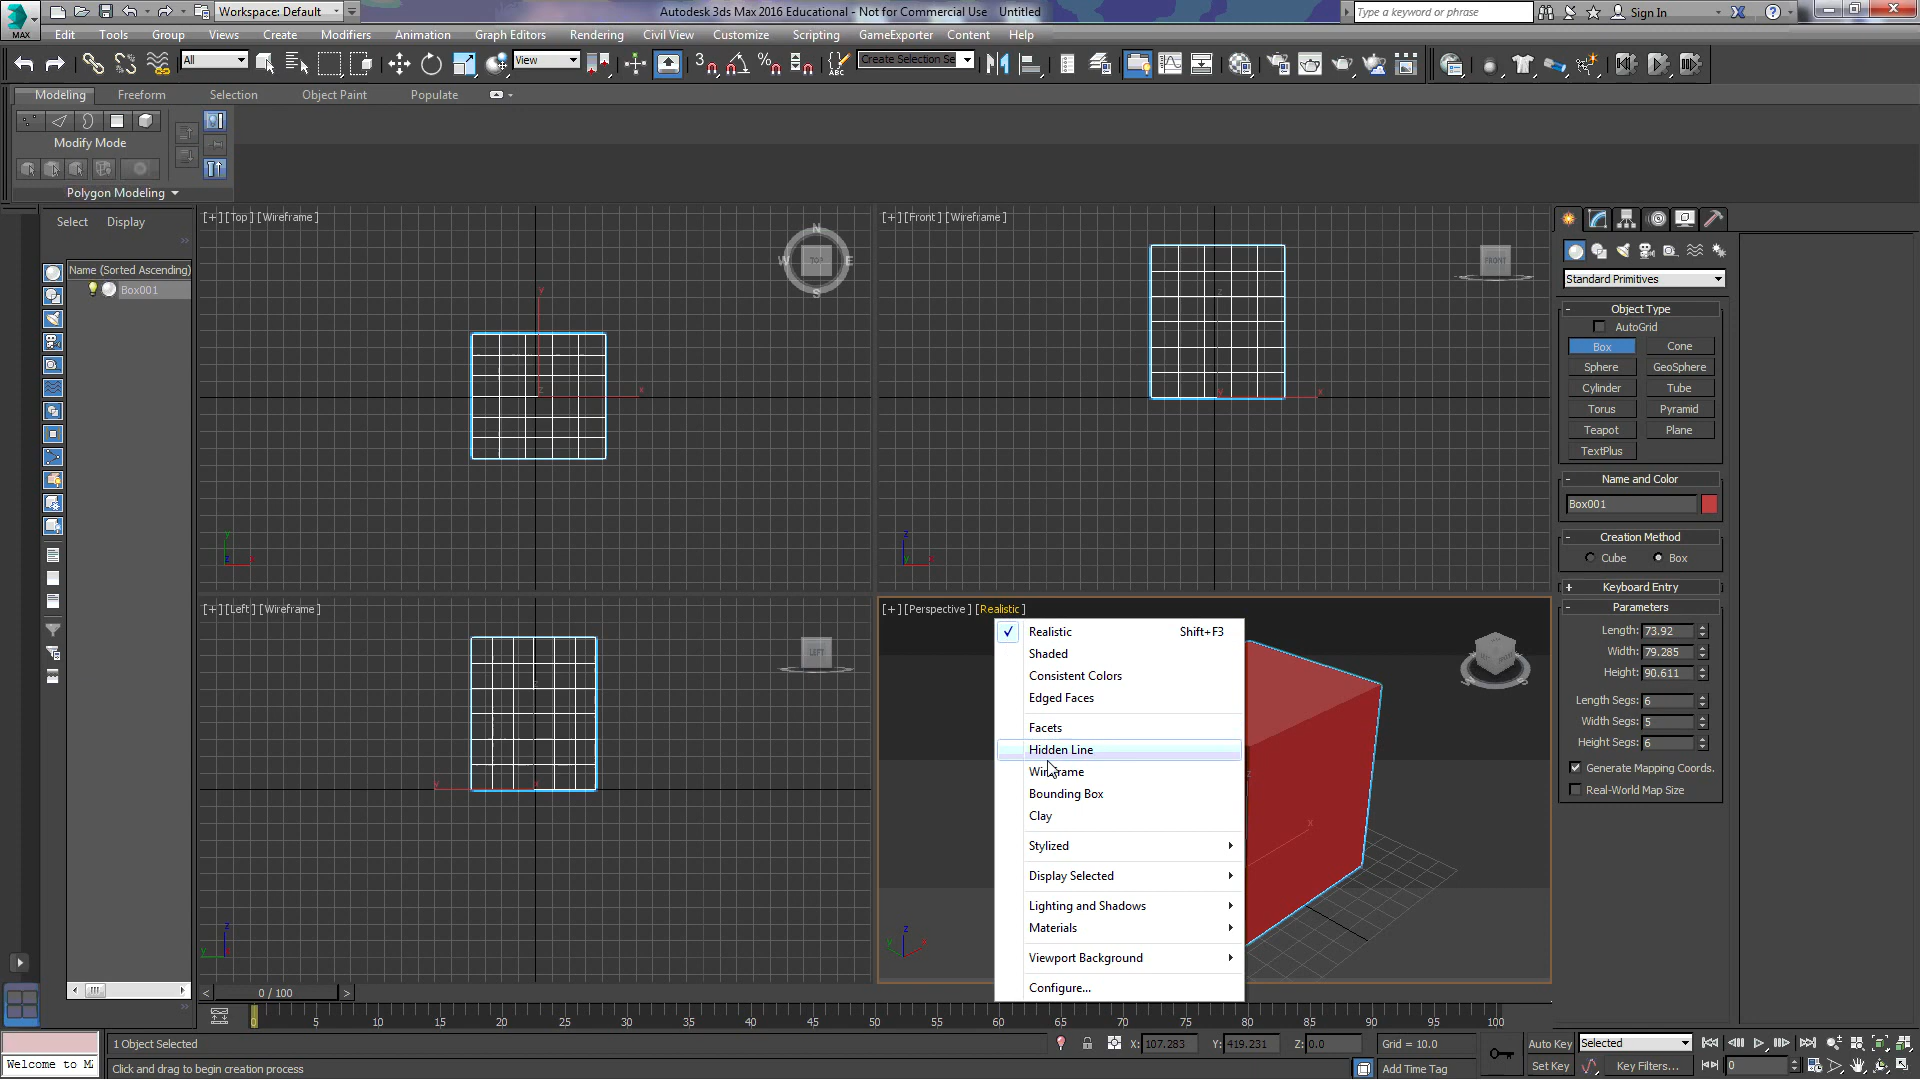 Workspace: Default
Autodesk 3ds Max 2016 Educational - Not for Commercial Use Untitled
Type a keyword or phrase
Sign In
MAX
Edit Tools Group Views Create Modifiers Animation Graph Editors Rendering Civil View Customize Scripting GameExporter Content Help
All
View
Create Selection Se
Modeling Freeform Selection Object Paint Populate
Modify Mode
Polygon Modeling
Select Display
Name (Sorted Ascending)
Box001
[+] [Top] [Wireframe]
N
W TOP E
S
[+] [Front] [Wireframe]
FRONT
[+] [Left] [Wireframe]
LEFT
[+] [Perspective] [Realistic]
Realistic Shift+F3
Shaded
Consistent Colors
Edged Faces
Facets
Hidden Line
Wireframe
Bounding Box
Clay
Stylized
Display Selected
Lighting and Shadows
Materials
Viewport Background
Configure...
Standard Primitives
- Object Type
AutoGrid
Box Cone
Sphere GeoSphere
Cylinder Tube
Torus Pyramid
Teapot Plane
TextPlus
- Name and Color
Box001
- Creation Method
Cube Box
+ Keyboard Entry
- Parameters
Length: 73.92
Width: 79.285
Height: 90.611
Length Segs: 6
Width Segs: 5
Height Segs: 6
Generate Mapping Coords.
Real-World Map Size
< 0 / 100 >
0 5 10 15 20 25 30 35 40 45 50 55 60 65 70 75 80 85 90 95 100
1 Object Selected
X: 107.283 Y: 419.231 Z: 0.0 Grid = 10.0
Auto Key Selected
Welcome to M
Click and drag to begin creation process
Add Time Tag
Set Key Key Filters... 0